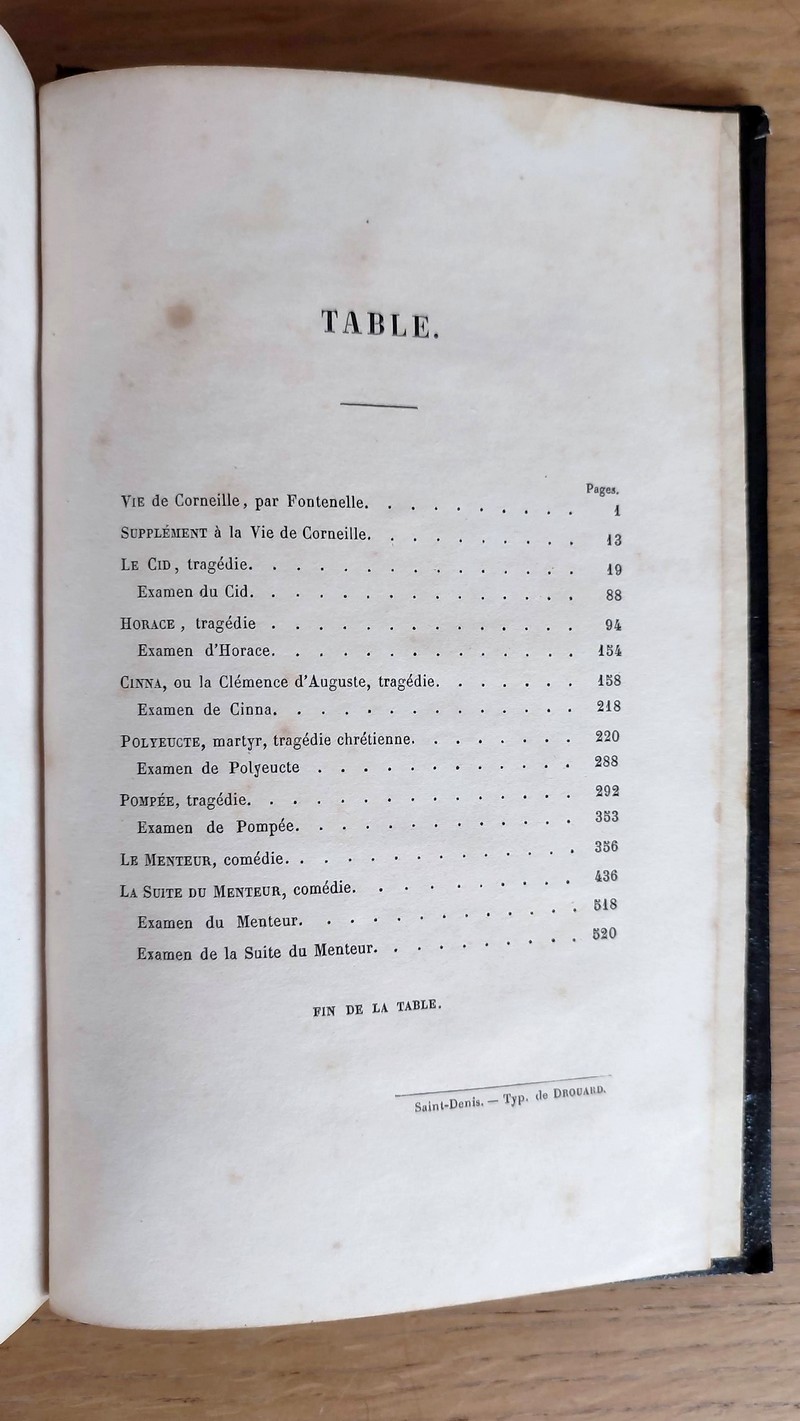 TABLE.
Pages.
VIE de Corneille, par Fontenelle. . . . . . . . . . 1
SUPPLÉMENT à la Vie de Corneille. . . . . . . . . . 13
LE CID, tragédie. . . . . . . . . . . . . . . 19
Examen du Cid. . . . . . . . . . . . . . . 88
HORACE, tragédie . . . . . . . . . . . . . . 94
Examen d'Horace. . . . . . . . . . . . . . 154
CINNA, ou la Clémence d'Auguste, tragédie. . . . . . . 158
Examen de Cinna. . . . . . . . . . . . . . 218
POLYEUCTE, martyr, tragédie chrétienne. . . . . . . . 220
Examen de Polyeucte . . . . . . . . . . . . 288
POMPÉE, tragédie. . . . . . . . . . . . . . . 292
Examen de Pompée. . . . . . . . . . . . . 353
LE MENTEUR, comédie. . . . . . . . . . . . . . 356
LA SUITE DU MENTEUR, comédie. . . . . . . . . . 436
Examen du Menteur. . . . . . . . . . . . . 518
Examen de la Suite du Menteur. . . . . . . . . . 520
FIN DE LA TABLE.
Saint-Denis. — Typ. de DROUARD.